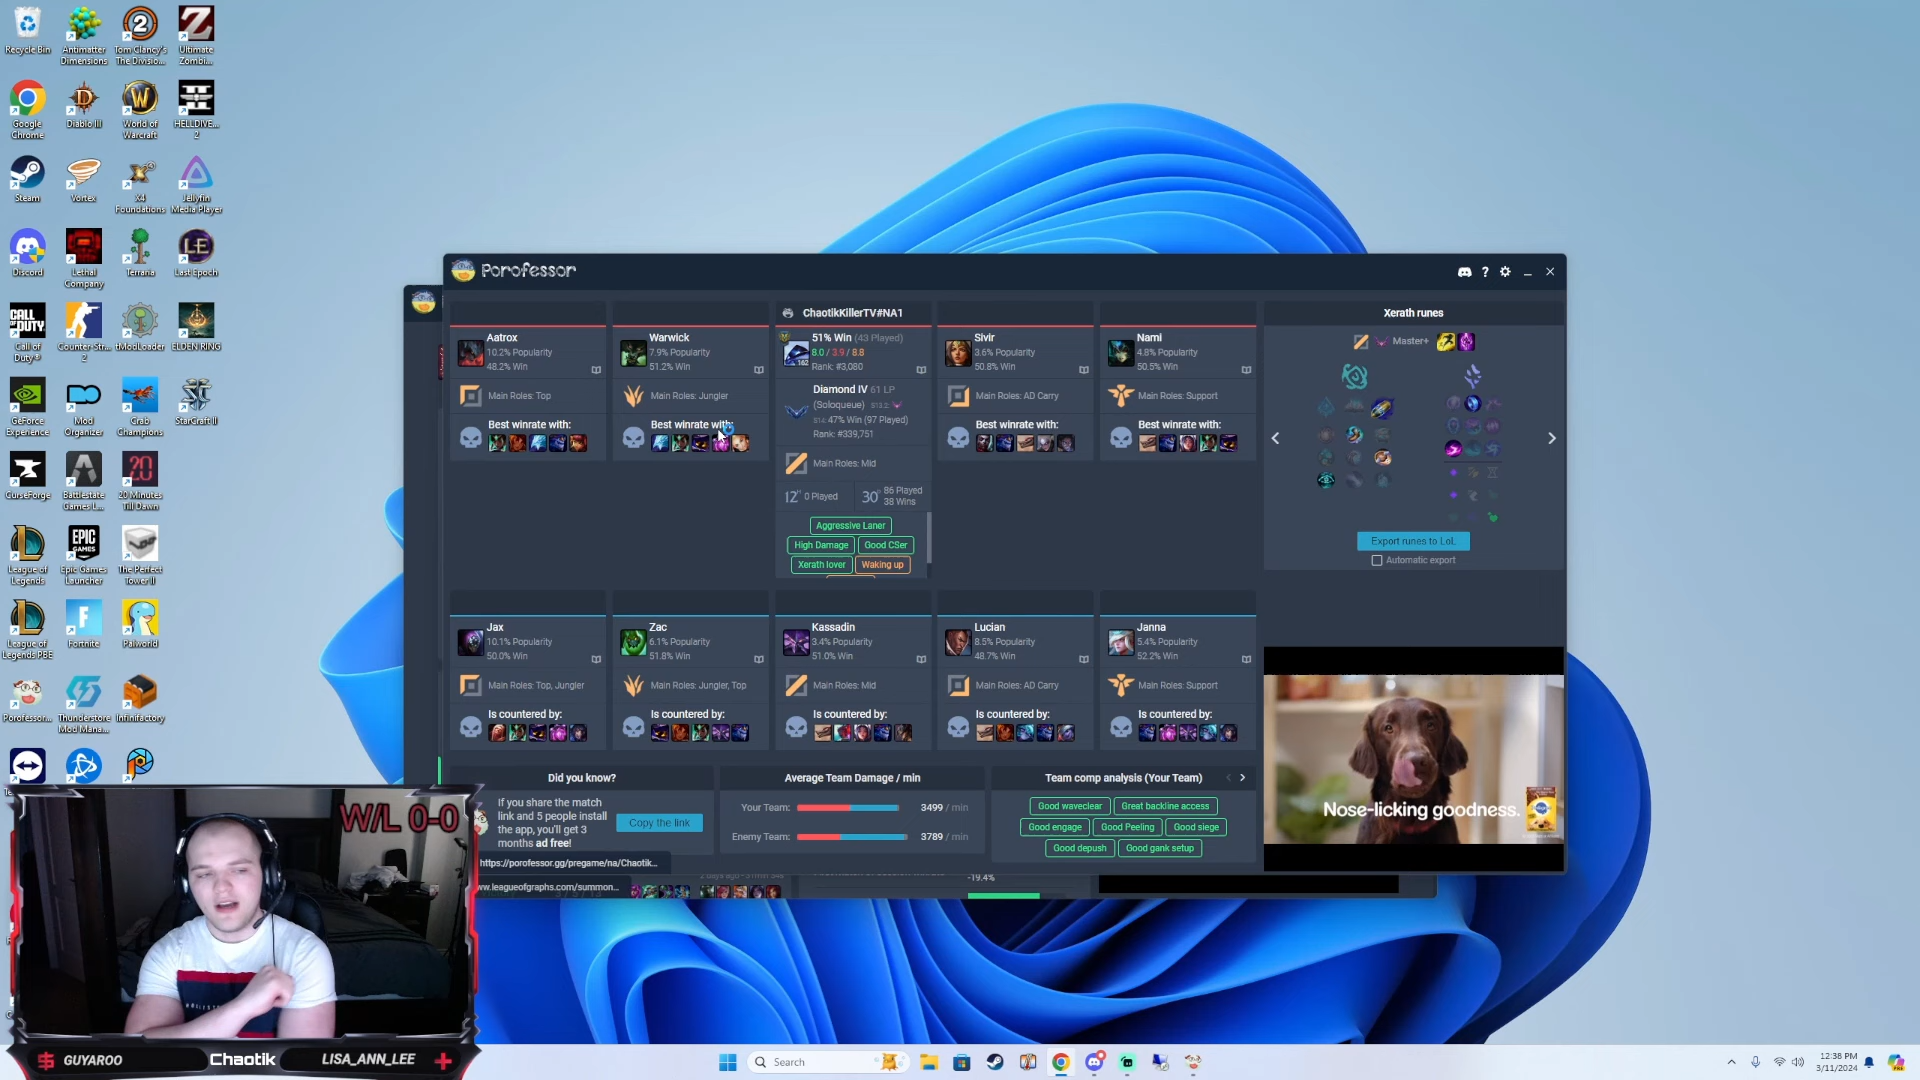 Recycle Bin
Antimatter Dimensions
Tom Clancy's The Divisio...
Ultimate Zombi...
Google Chrome
Diablo III
World of Warcraft
HELLDIVE... 2
Steam
Vortex
X4 Foundations
Jellyfin Media Player
Discord
Lethal Company
Terraria
Last Epoch
Call of Duty®
Counter-Str... 2
tModLoader
ELDEN RING
GeForce Experience
Mod Organizer
Crab Champions
StarCraft II
CurseForge
Battlestate Games L...
20 Minutes Till Dawn
League of Legends
Epic Games Launcher
The Perfect Tower II
League of Legends PBE
Fortnite
Palworld
Porofessor...
Thunderstore Mod Mana...
Infinifactory
Porofessor
ChaotikKillerTV#NA1
Xerath runes
Aatrox
10.2% Popularity
48.2% Win
Main Roles: Top
Best winrate with:
Warwick
7.9% Popularity
51.2% Win
Main Roles: Jungler
Best winrate with:
162
51% Win (43 Played)
8.0 / 3.9 / 8.8
Rank: #3,080
Diamond IV 61 LP
(Soloqueue) S13.2:
S14: 47% Win (97 Played)
Rank: #339,751
Main Roles: Mid
12" 0 Played
30" 86 Played
38 Wins
Aggressive Laner
High Damage
Good CSer
Xerath lover
Waking up
Sivir
3.6% Popularity
50.8% Win
Main Roles: AD Carry
Best winrate with:
Nami
4.8% Popularity
50.5% Win
Main Roles: Support
Best winrate with:
Master+
Export runes to LoL
Automatic export
Jax
10.1% Popularity
50.0% Win
Main Roles: Top, Jungler
Is countered by:
Zac
6.1% Popularity
51.8% Win
Main Roles: Jungler, Top
Is countered by:
Kassadin
3.4% Popularity
51.0% Win
Main Roles: Mid
Is countered by:
Lucian
8.5% Popularity
48.7% Win
Main Roles: AD Carry
Is countered by:
Janna
5.4% Popularity
52.2% Win
Main Roles: Support
Is countered by:
Did you know?
If you share the match
link and 5 people install
the app, you'll get 3
months ad free!
Copy the link
https://porofessor.gg/pregame/na/Chaotik...
ww.leagueofgraphs.com/summon...
Average Team Damage / min
Your Team: 3499 / min
Enemy Team: 3789 / min
Team comp analysis (Your Team)
Good waveclear
Great backline access
Good engage
Good Peeling
Good siege
Good depush
Good gank setup
-19.4%
Nose-licking goodness.
W/L 0-0
GUYAROO
Chaotik
LISA_ANN_LEE
Search
12:38 PM
3/11/2024